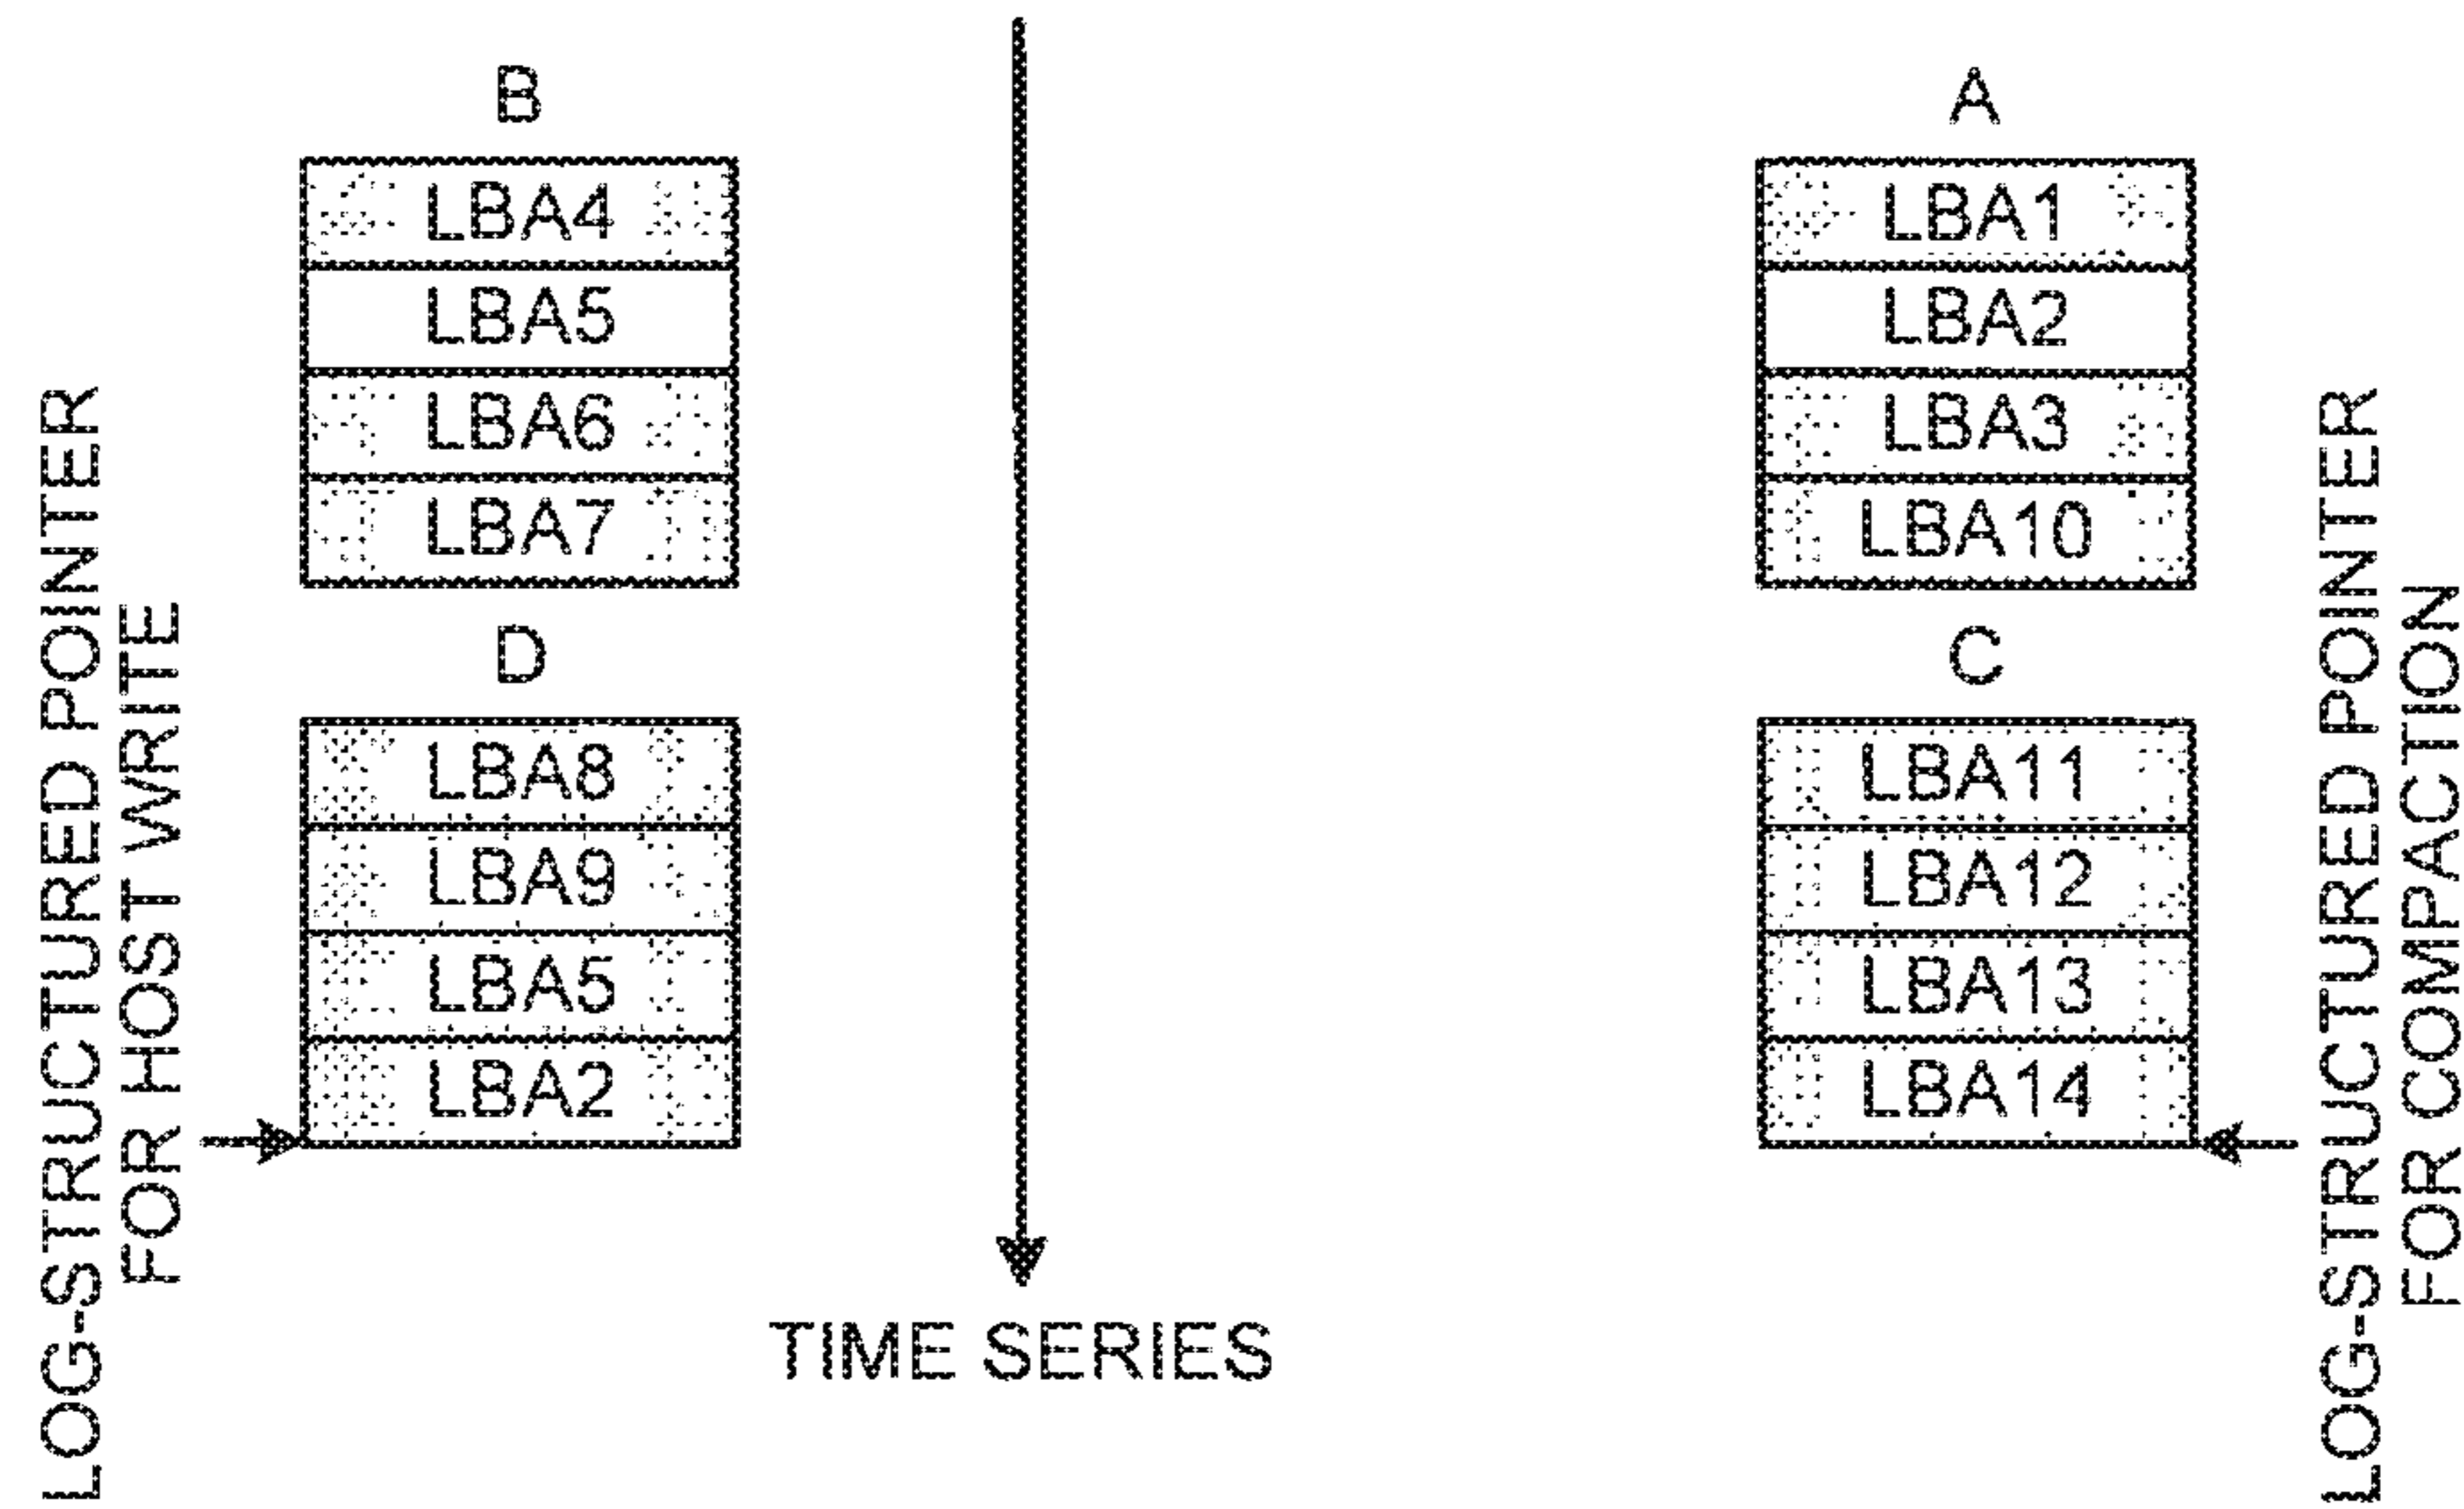 LOG-STRUCTURED POINTER
FOR HOST WRITE
B
LBA4
LBA5
LBA6
LBA7
D
LBA8
LBA9
LBA5
LBA2
TIME SERIES
A
LBA1
LBA2
LBA3
LBA10
C
LBA11
LBA12
LBA13
LBA14
LOG-STRUCTURED POINTER
FOR COMPACTION